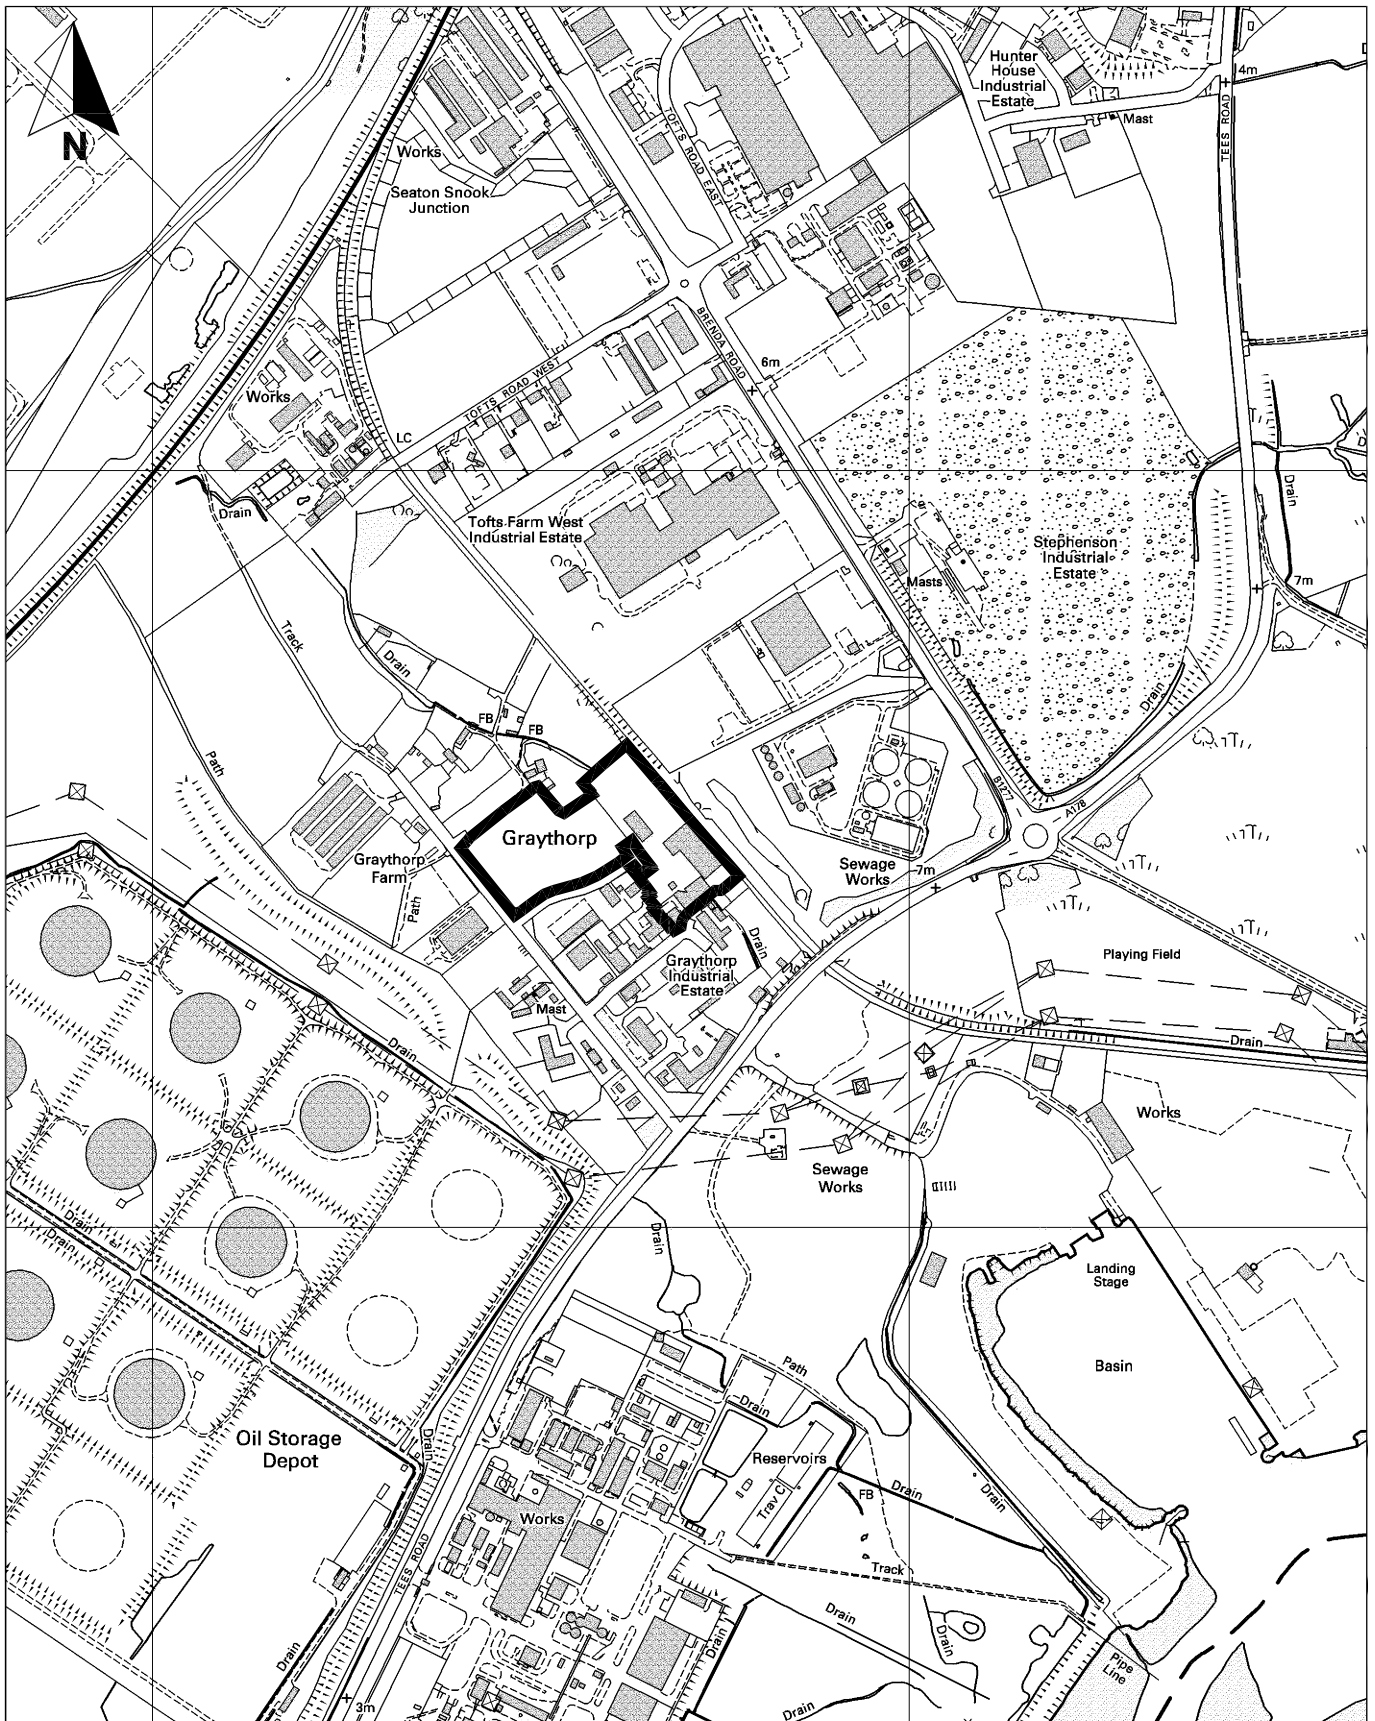 N
Hunter
House
Industrial
Estate
4m
Mast
TEES ROAD
Works
Seaton Snook
Junction
TOFTS ROAD EAST
BRENDA ROAD
6m
Works
TOFTS ROAD WEST
LC
Drain
Tofts Farm West
Industrial Estate
Drain
Stephenson
Industrial
Estate
Masts
7m
Track
Drain
FB
FB
Drain
Path
B1277
A178
Graythorp
Graythorp
Farm
Path
Sewage
Works
7m
Drain
Graythorp
Industrial
Estate
Playing Field
Mast
Drain
Drain
Works
Sewage
Works
Drain
Drain
Drain
Landing
Stage
Path
Basin
Drain
Oil Storage
Depot
Drain
Reservoirs
Trav C
Drain
FB
Drain
Works
TEES ROAD
Track
Drain
Drain
Drain
Drain
Pipe
Line
3m
Drain